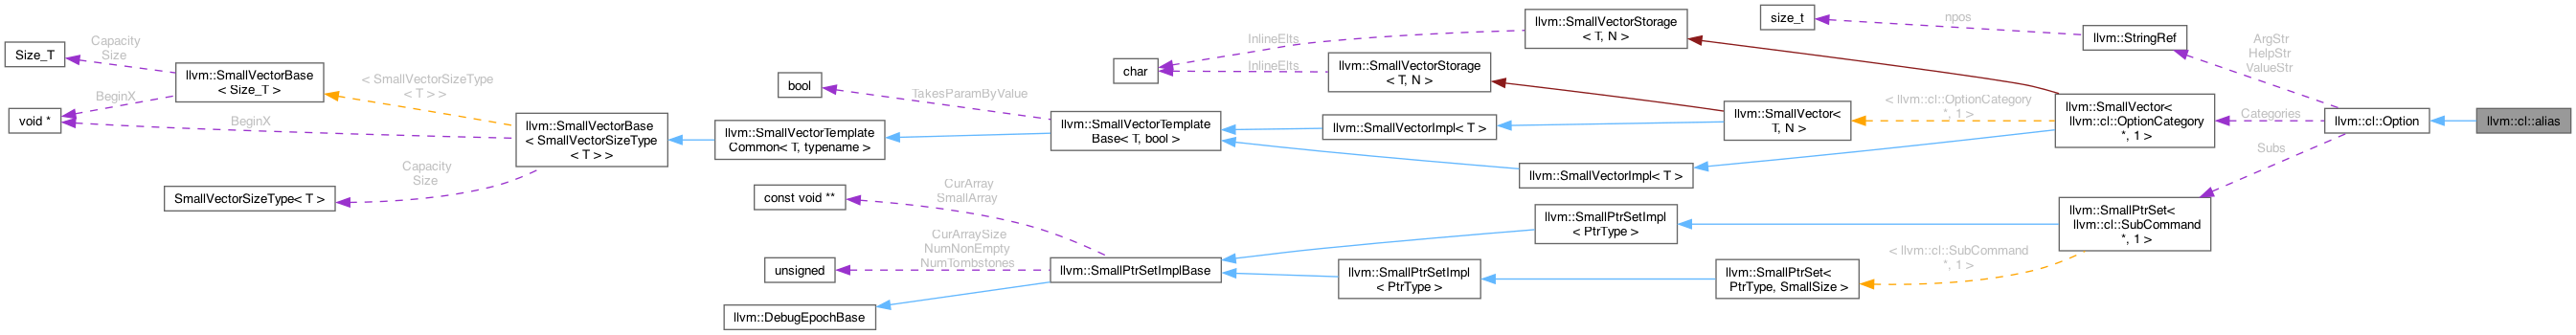 Size_T
void *
Capacity
Size
BeginX
llvm::SmallVectorBase
< Size_T >
< SmallVectorSizeType
< T > >
BeginX
SmallVectorSizeType< T >
Capacity
Size
llvm::SmallVectorBase
< SmallVectorSizeType
< T > >
llvm::SmallVectorTemplate
Common< T, typename >
bool
TakesParamByValue
const void **
CurArray
SmallArray
unsigned
CurArraySize
NumNonEmpty
NumTombstones
llvm::DebugEpochBase
llvm::SmallVectorTemplate
Base< T, bool >
llvm::SmallPtrSetImplBase
char
InlineElts
InlineElts
llvm::SmallVectorStorage
< T, N >
llvm::SmallVectorStorage
< T, N >
llvm::SmallVectorImpl< T >
llvm::SmallVectorImpl< T >
llvm::SmallPtrSetImpl
< PtrType >
llvm::SmallPtrSetImpl
< PtrType >
size_t
npos
llvm::SmallVector<
T, N >
< llvm::cl::OptionCategory
*, 1 >
llvm::SmallPtrSet<
PtrType, SmallSize >
< llvm::cl::SubCommand
*, 1 >
llvm::StringRef
llvm::SmallVector<
llvm::cl::OptionCategory
*, 1 >
llvm::SmallPtrSet<
llvm::cl::SubCommand
*, 1 >
ArgStr
HelpStr
ValueStr
Categories
Subs
llvm::cl::Option
llvm::cl::alias